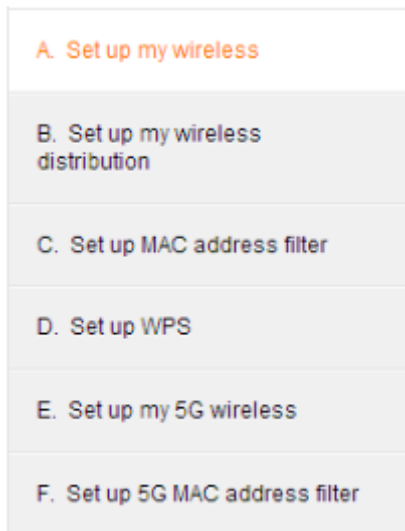 A. Set up my wireless
B. Set up my wireless
distribution
C. Set up MAC address filter
D. Set up WPS
E. Set up my 5G wireless
F. Set up 5G MAC address filter